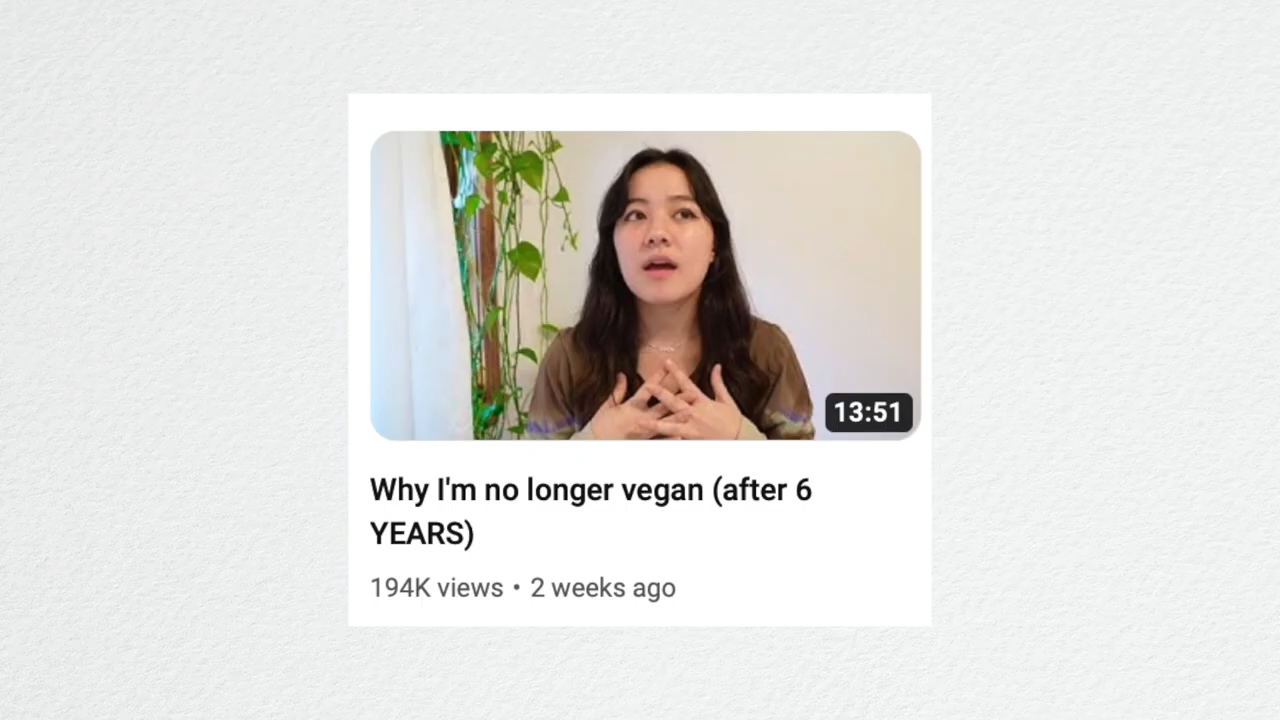 13:51
Why I'm no longer vegan (after 6
YEARS)
194K views • 2 weeks ago